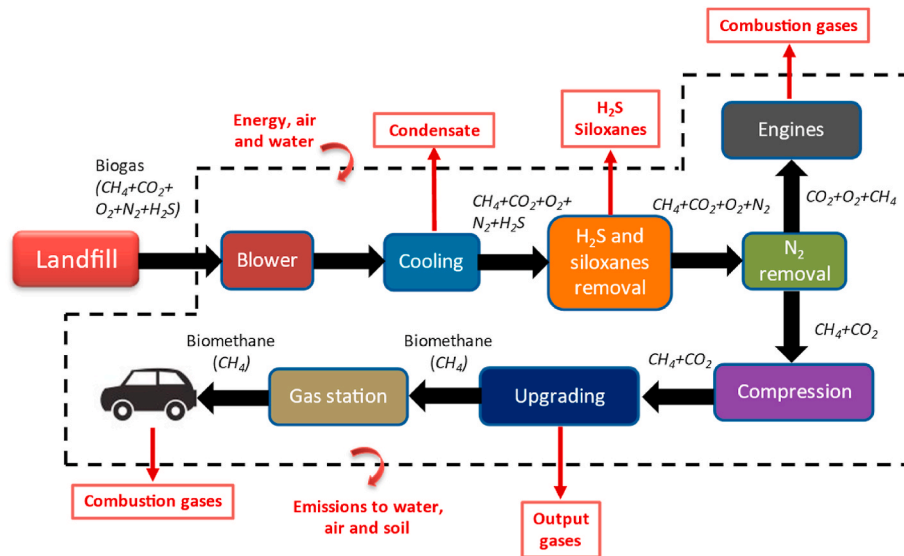 Combustion gases
H₂S
Siloxanes
Energy, air
and water
Condensate
Engines
Biogas
(CH₄+CO₂+
O₂+N₂+H₂S)
CH₄+CO₂+O₂+
N₂+H₂S
CH₄+CO₂+O₂+N₂
CO₂+O₂+CH₄
Landfill
Blower
Cooling
H₂S and
siloxanes
removal
N₂
removal
CH₄+CO₂
Biomethane
(CH₄)
Biomethane
(CH₄)
CH₄+CO₂
Gas station
Upgrading
Compression
Combustion gases
Emissions to water,
air and soil
Output
gases